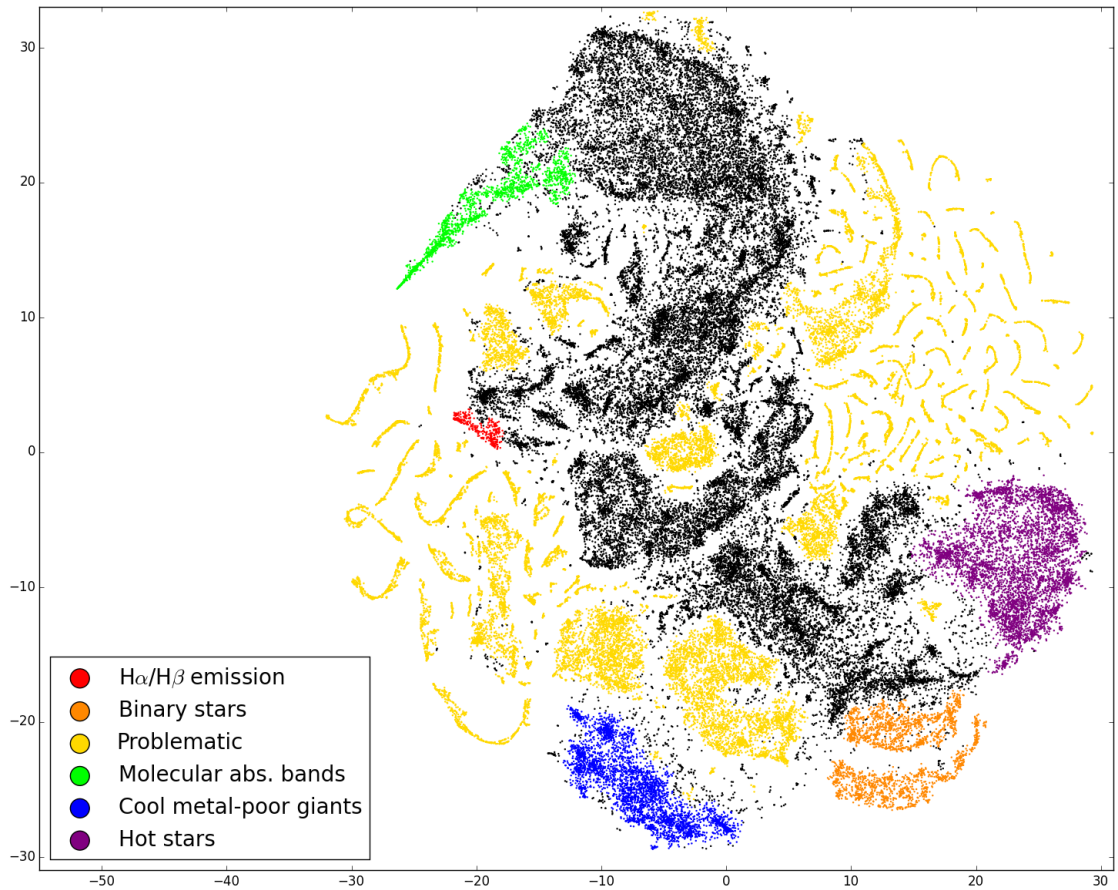 30
20
10
0
−10
−20
−30
Hα/Hβ emission
Binary stars
Problematic
Molecular abs. bands
Cool metal-poor giants
Hot stars
−50 −40 −30 −20 −10 0 10 20 30